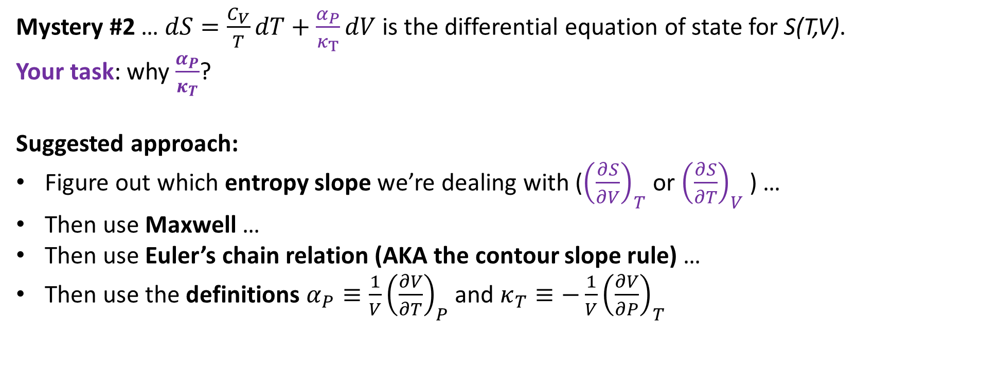 Mystery #2 … $dS = \frac{C_V}{T} dT + \frac{\alpha_P}{\kappa_T} dV$ is the differential equation of state for S(T,V).
Your task: why $\frac{\alpha_P}{\kappa_T}$?
Suggested approach:
• Figure out which entropy slope we’re dealing with ($\left(\frac{\partial S}{\partial V}\right)_T$ or $\left(\frac{\partial S}{\partial T}\right)_V$ ) …
• Then use Maxwell …
• Then use Euler’s chain relation (AKA the contour slope rule) …
• Then use the definitions $\alpha_P \equiv \frac{1}{V}\left(\frac{\partial V}{\partial T}\right)_P$ and $\kappa_T \equiv -\frac{1}{V}\left(\frac{\partial V}{\partial P}\right)_T$